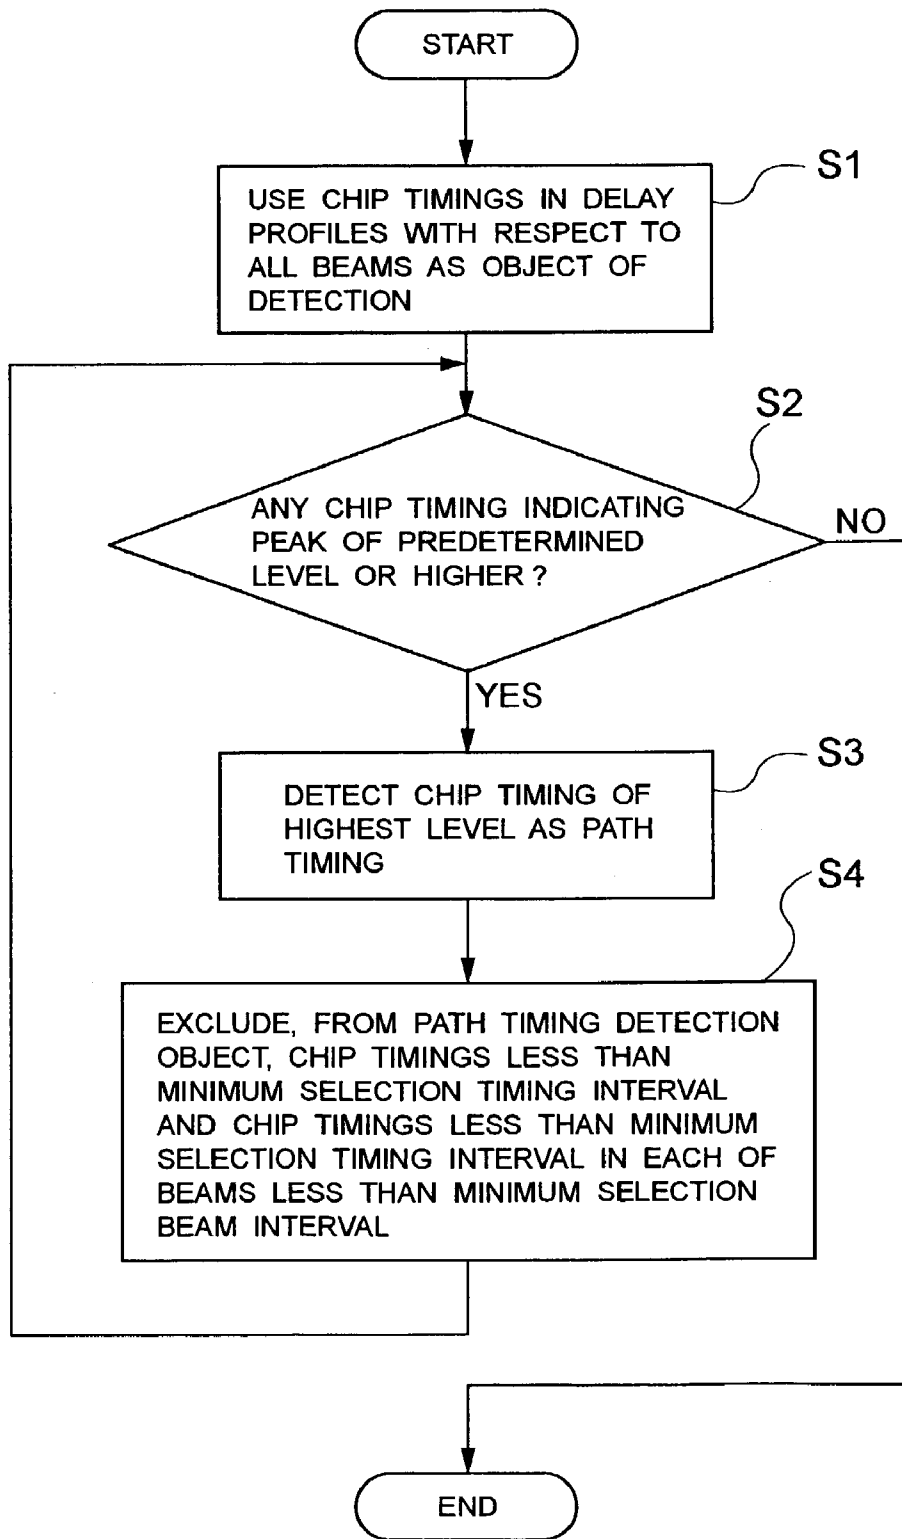 START
S1
USE CHIP TIMINGS IN DELAY
PROFILES WITH RESPECT TO
ALL BEAMS AS OBJECT OF
DETECTION
S2
ANY CHIP TIMING INDICATING
PEAK OF PREDETERMINED
LEVEL OR HIGHER ?
NO
YES
S3
DETECT CHIP TIMING OF
HIGHEST LEVEL AS PATH
TIMING
S4
EXCLUDE, FROM PATH TIMING DETECTION
OBJECT, CHIP TIMINGS LESS THAN
MINIMUM SELECTION TIMING INTERVAL
AND CHIP TIMINGS LESS THAN MINIMUM
SELECTION TIMING INTERVAL IN EACH OF
BEAMS LESS THAN MINIMUM SELECTION
BEAM INTERVAL
END